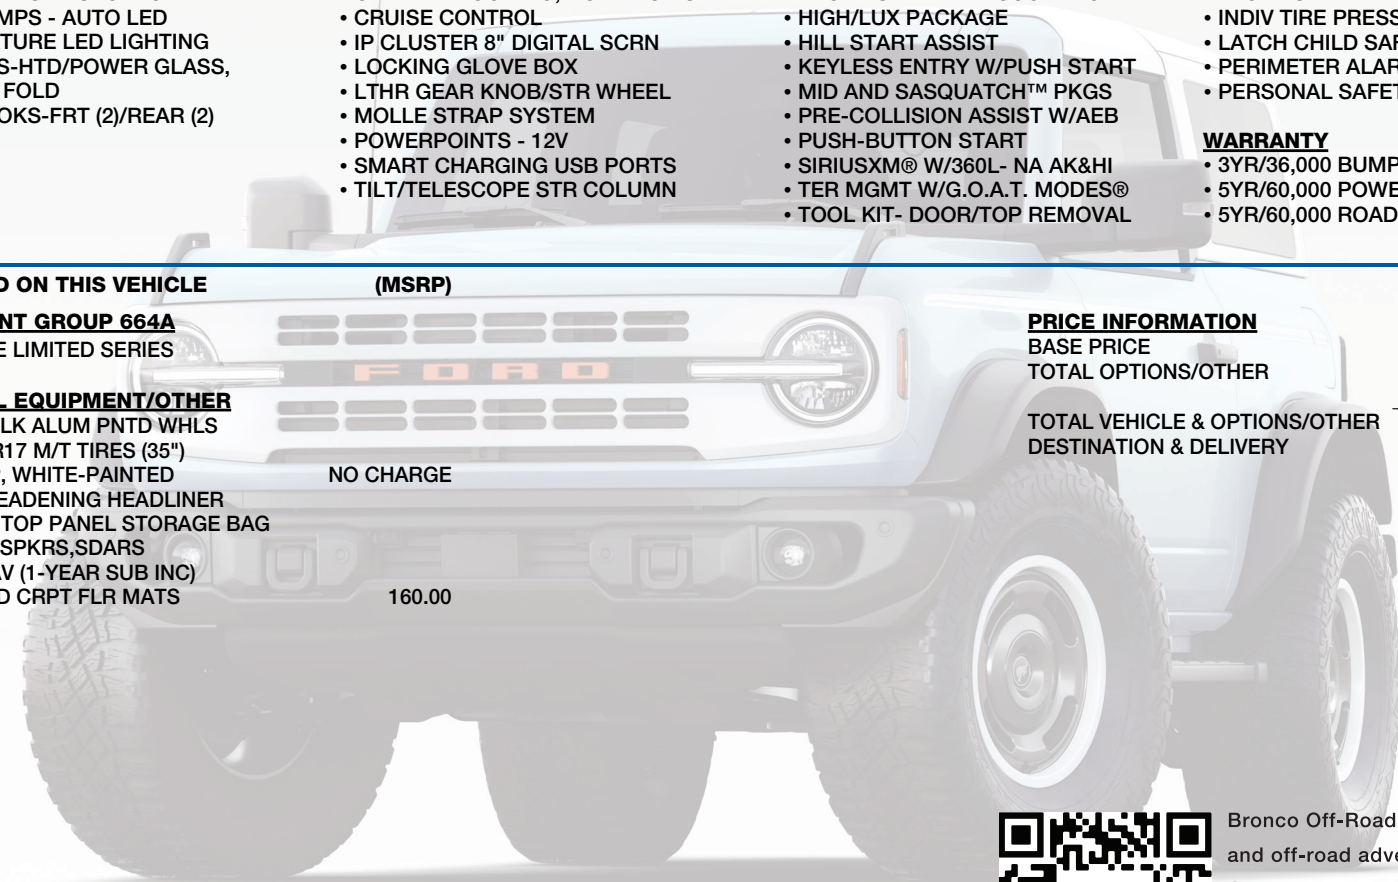 MPS - AUTO LED
TURE LED LIGHTING
S-HTD/POWER GLASS,
FOLD
OKS-FRT (2)/REAR (2)
• CRUISE CONTROL
• IP CLUSTER 8" DIGITAL SCRN
• LOCKING GLOVE BOX
• LTHR GEAR KNOB/STR WHEEL
• MOLLE STRAP SYSTEM
• POWERPOINTS - 12V
• SMART CHARGING USB PORTS
• TILT/TELESCOPE STR COLUMN
• HIGH/LUX PACKAGE
• HILL START ASSIST
• KEYLESS ENTRY W/PUSH START
• MID AND SASQUATCH™ PKGS
• PRE-COLLISION ASSIST W/AEB
• PUSH-BUTTON START
• SIRIUSXM® W/360L- NA AK&HI
• TER MGMT W/G.O.A.T. MODES®
• TOOL KIT- DOOR/TOP REMOVAL
• INDIV TIRE PRESS
• LATCH CHILD SAF
• PERIMETER ALAR
• PERSONAL SAFET
WARRANTY
• 3YR/36,000 BUMP
• 5YR/60,000 POWE
• 5YR/60,000 ROAD
D ON THIS VEHICLE (MSRP)
NT GROUP 664A
E LIMITED SERIES
L EQUIPMENT/OTHER
LK ALUM PNTD WHLS
R17 M/T TIRES (35")
, WHITE-PAINTED NO CHARGE
EADENING HEADLINER
TOP PANEL STORAGE BAG
SPKRS,SDARS
AV (1-YEAR SUB INC)
D CRPT FLR MATS 160.00
PRICE INFORMATION
BASE PRICE
TOTAL OPTIONS/OTHER
TOTAL VEHICLE & OPTIONS/OTHER
DESTINATION & DELIVERY
FORD
Bronco Off-Road
and off-road adve